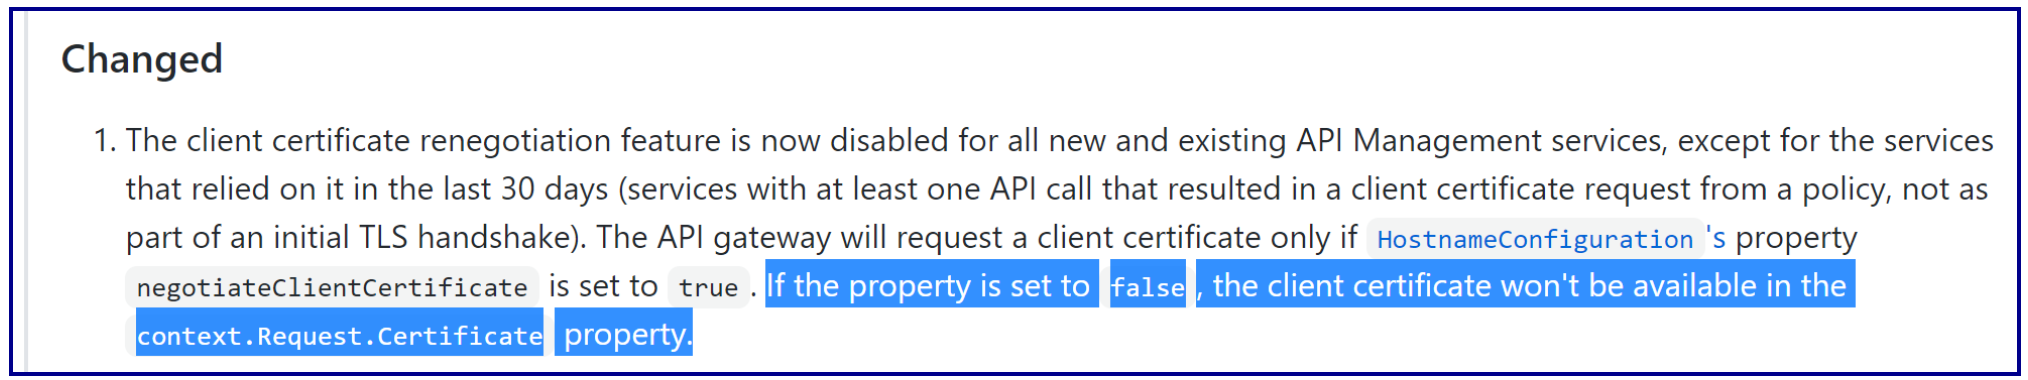 Changed
1. The client certificate renegotiation feature is now disabled for all new and existing API Management services, except for the services
that relied on it in the last 30 days (services with at least one API call that resulted in a client certificate request from a policy, not as
part of an initial TLS handshake). The API gateway will request a client certificate only if HostnameConfiguration 's property
negotiateClientCertificate is set to true . If the property is set to false , the client certificate won't be available in the
context.Request.Certificate property.